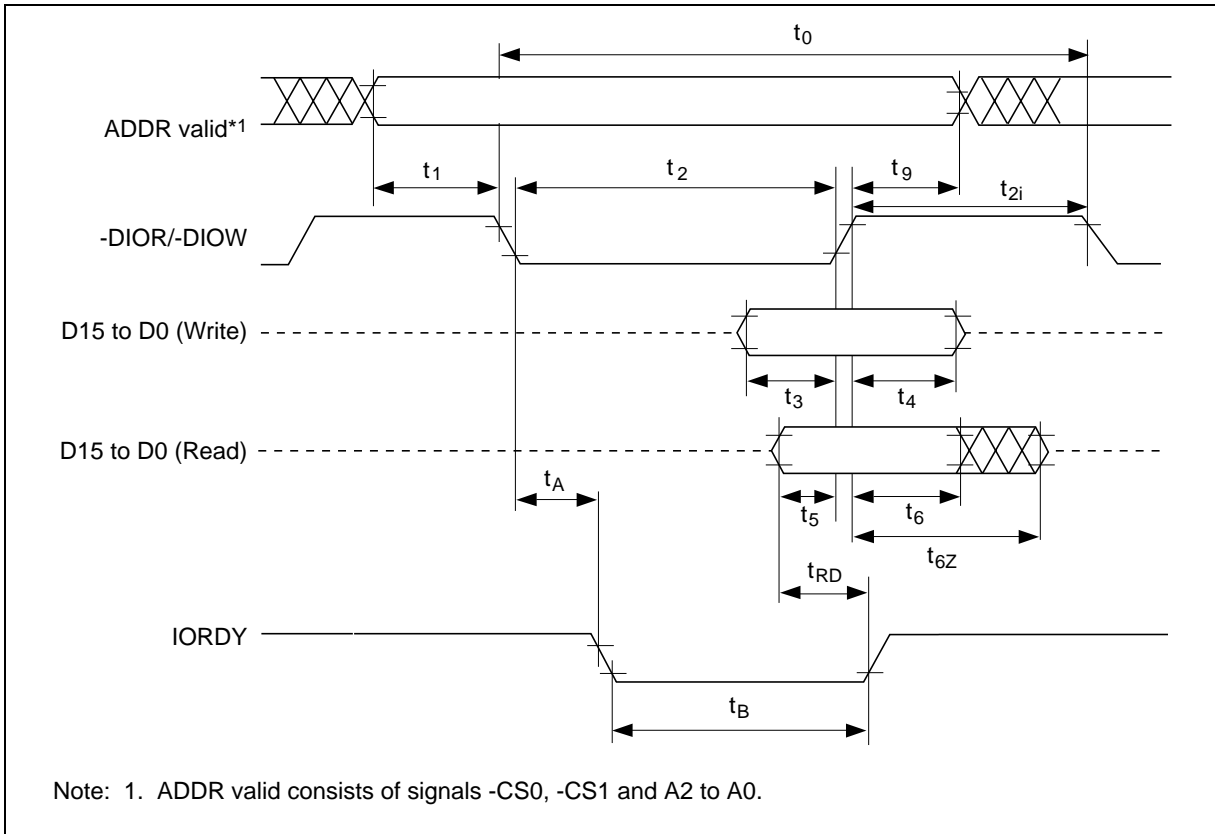 t0
ADDR valid*1
t1
t2
t9
t2i
-DIOR/-DIOW
D15 to D0 (Write)
t3
t4
D15 to D0 (Read)
tA
t5
t6
t6Z
tRD
IORDY
tB
Note: 1. ADDR valid consists of signals -CS0, -CS1 and A2 to A0.